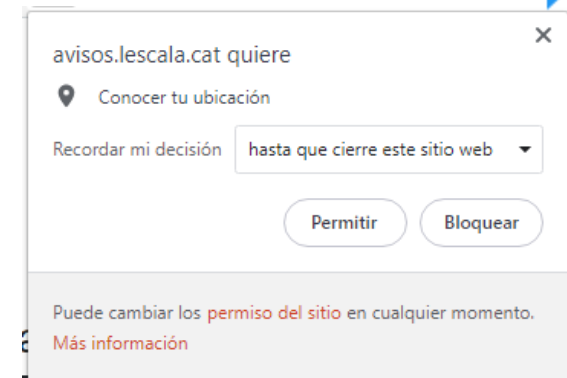 avisos.lescala.cat quiere
Conocer tu ubicación
Recordar mi decisión hasta que cierre este sitio web
Permitir Bloquear
Puede cambiar los permiso del sitio en cualquier momento.
Más información